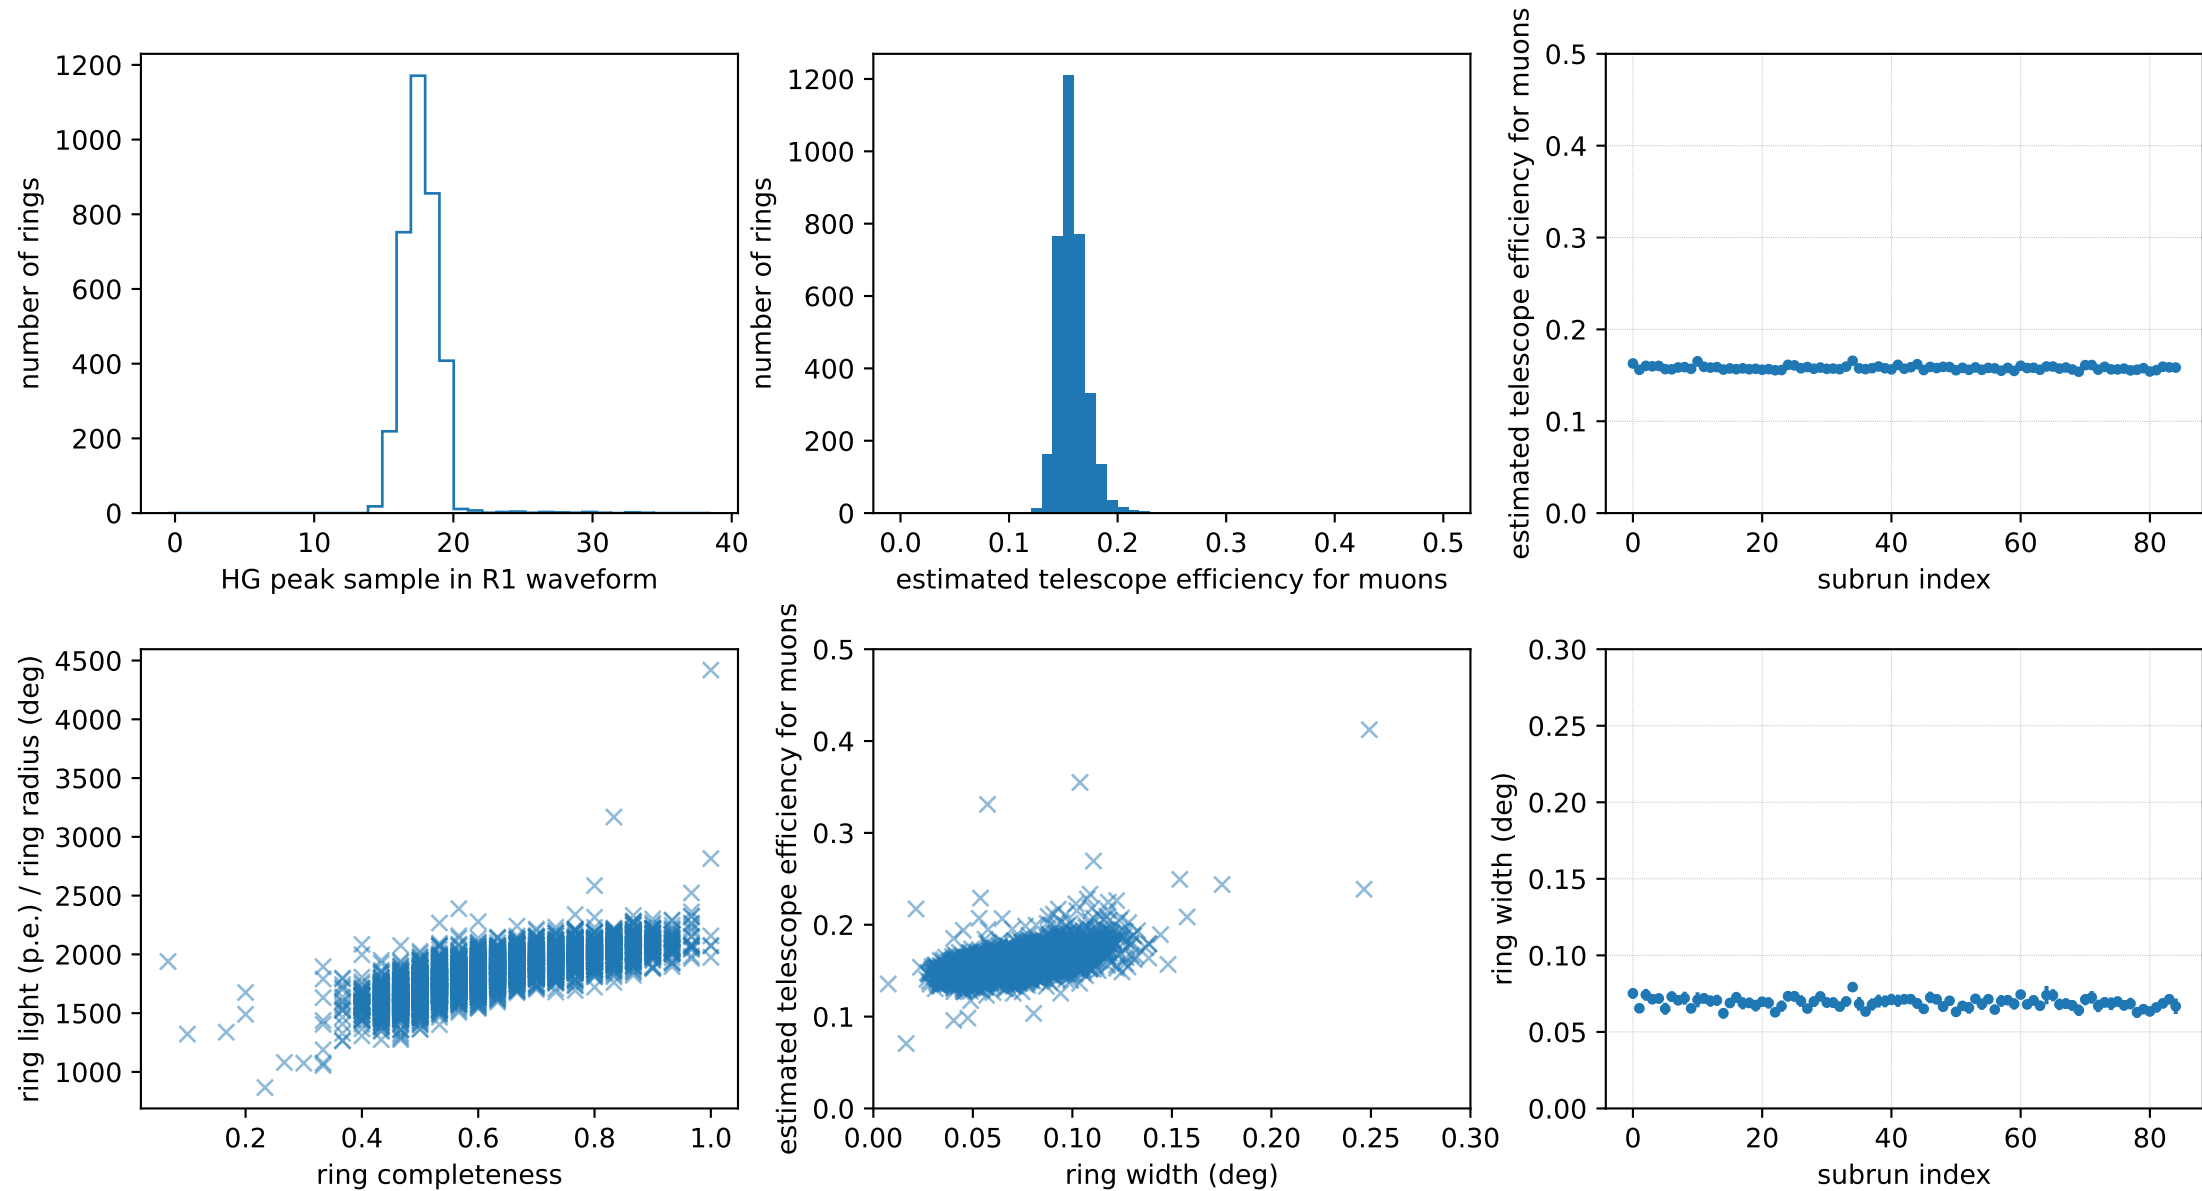 number of rings
1200
1000
800
600
400
200
0
0 10 20 30 40
HG peak sample in R1 waveform
number of rings
1200
1000
800
600
400
200
0
0.0 0.1 0.2 0.3 0.4 0.5
estimated telescope efficiency for muons
estimated telescope efficiency for muons
0.5
0.4
0.3
0.2
0.1
0.0
0 20 40 60 80
subrun index
ring light (p.e.) / ring radius (deg)
4500
4000
3500
3000
2500
2000
1500
1000
0.2 0.4 0.6 0.8 1.0
ring completeness
estimated telescope efficiency for muons
0.5
0.4
0.3
0.2
0.1
0.0
0.00 0.05 0.10 0.15 0.20 0.25 0.30
ring width (deg)
ring width (deg)
0.30
0.25
0.20
0.15
0.10
0.05
0.00
0 20 40 60 80
subrun index